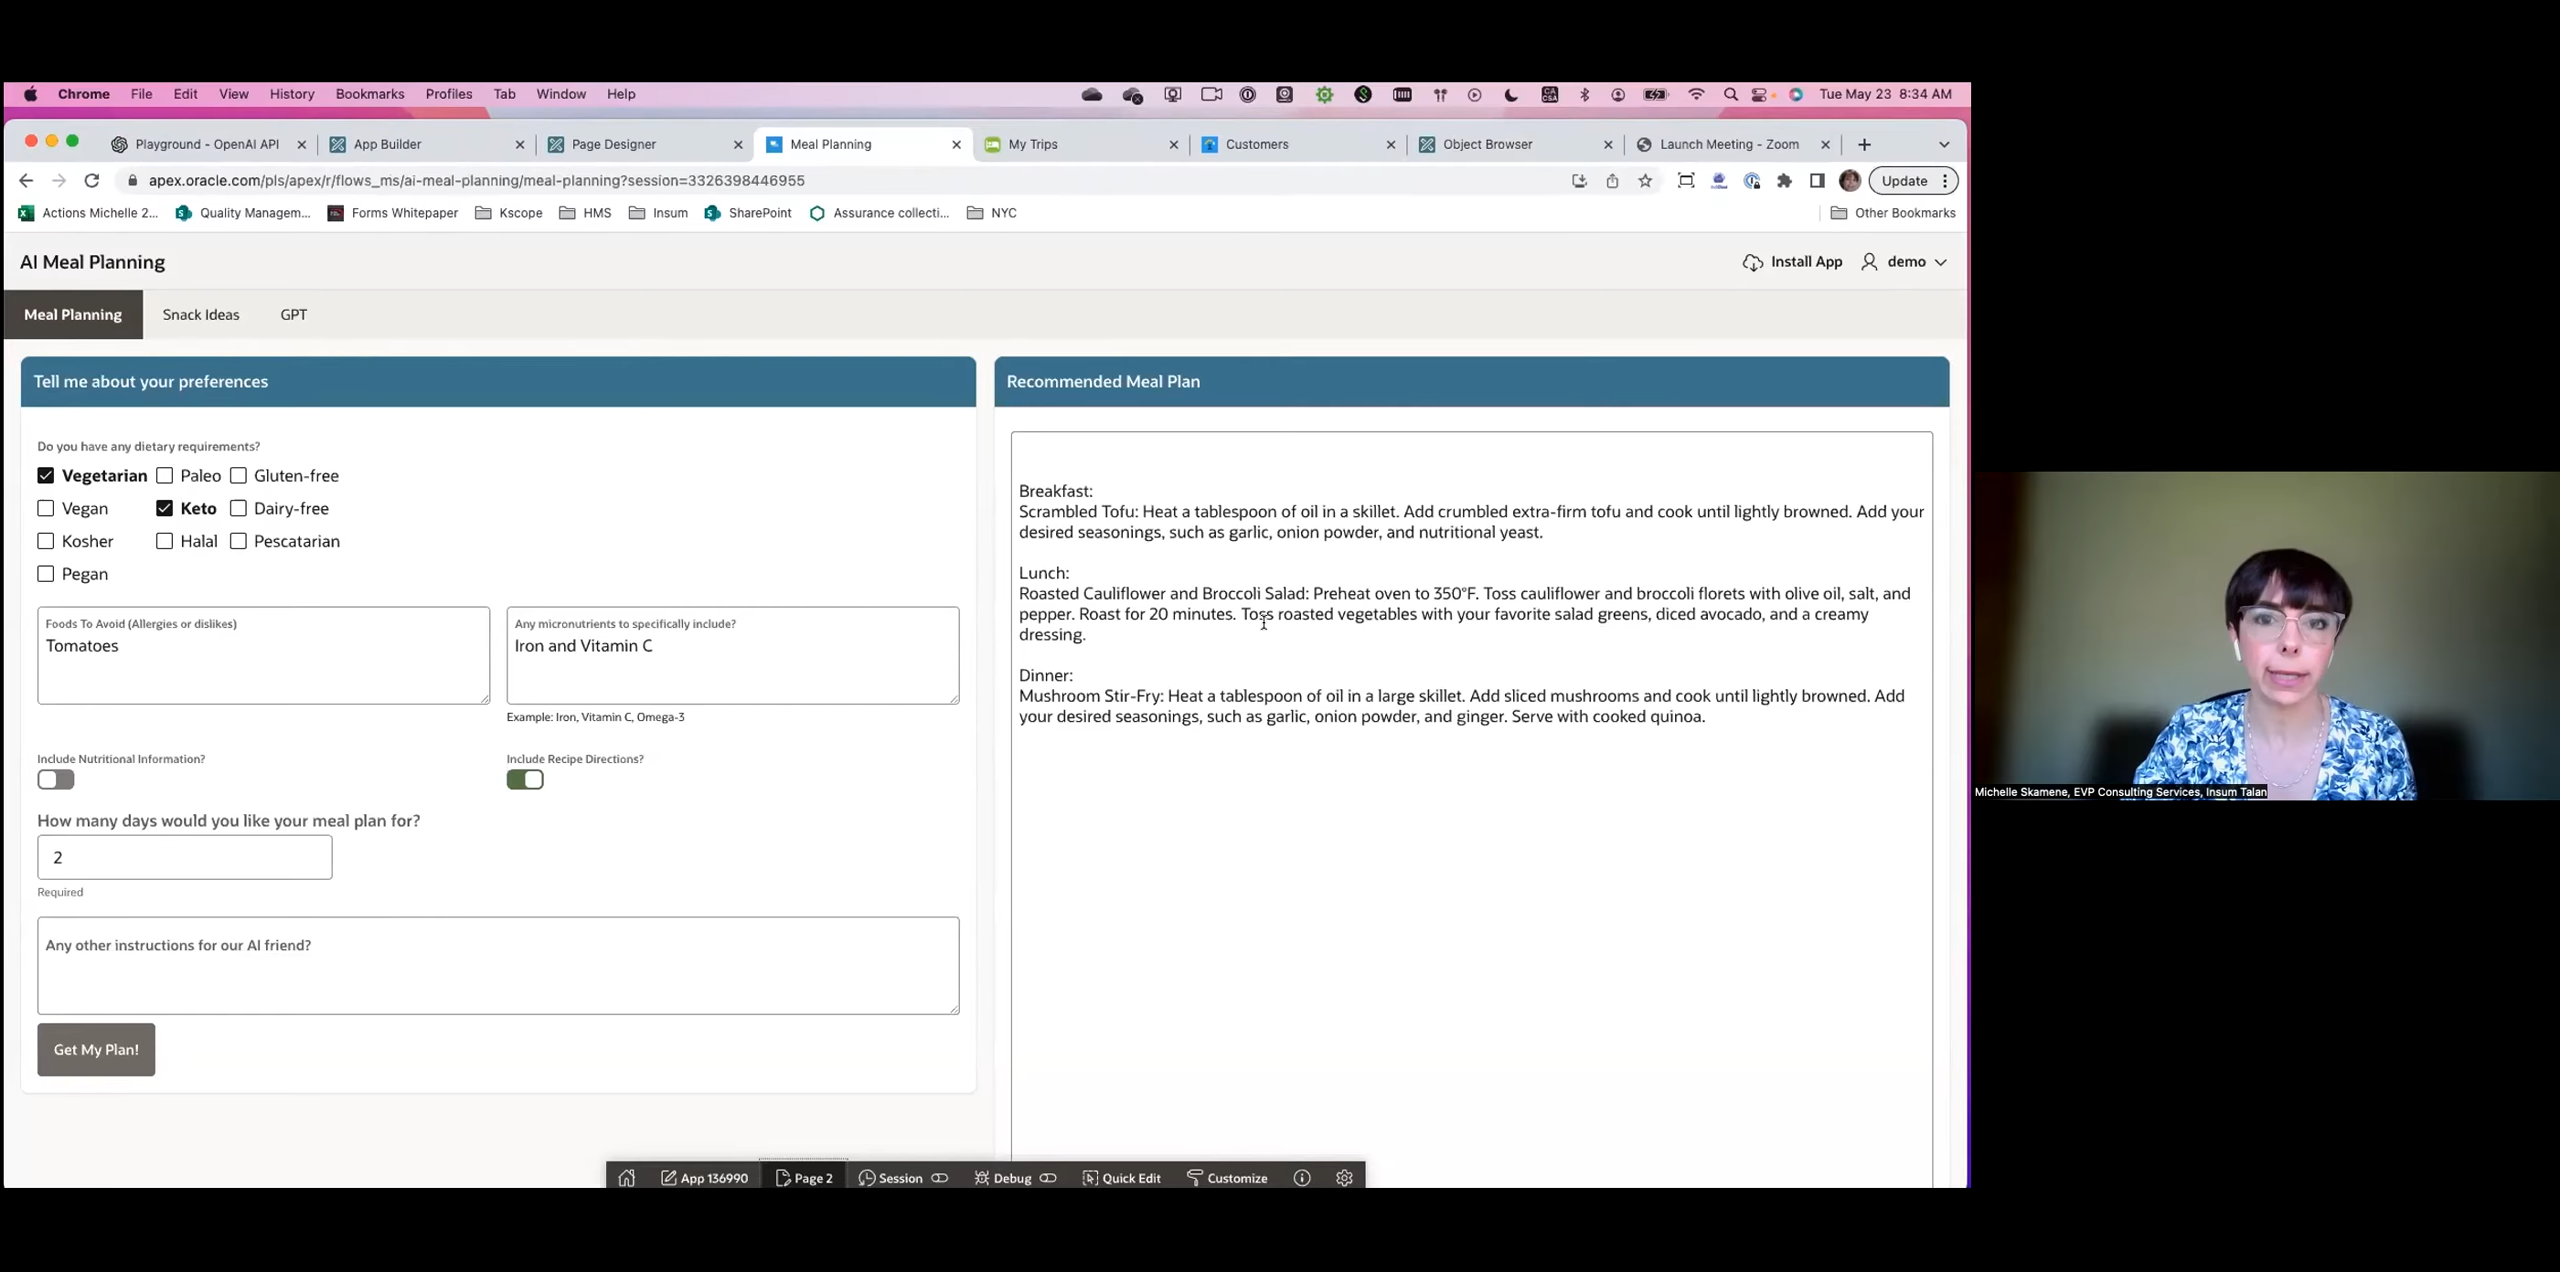 Chrome File Edit View History Bookmarks Profiles Tab Window Help
Tue May 23 8:34 AM
Playground - OpenAI API
App Builder
Page Designer
Meal Planning
My Trips
Customers
Object Browser
Launch Meeting - Zoom
apex.oracle.com/pls/apex/r/flows_ms/ai-meal-planning/meal-planning?session=3326398446955
Update
Actions Michelle 2...
Quality Managem...
Forms Whitepaper
Kscope
HMS
Insum
SharePoint
Assurance collecti...
NYC
Other Bookmarks
AI Meal Planning
Install App
demo
Meal Planning
Snack Ideas
GPT
Tell me about your preferences
Do you have any dietary requirements?
Vegetarian Paleo Gluten-free
Vegan Keto Dairy-free
Kosher Halal Pescatarian
Pegan
Foods To Avoid (Allergies or dislikes)
Tomatoes
Any micronutrients to specifically include?
Iron and Vitamin C
Example: Iron, Vitamin C, Omega-3
Include Nutritional Information?
Include Recipe Directions?
How many days would you like your meal plan for?
2
Required
Any other instructions for our AI friend?
Get My Plan!
Recommended Meal Plan
Breakfast:
Scrambled Tofu: Heat a tablespoon of oil in a skillet. Add crumbled extra-firm tofu and cook until lightly browned. Add your
desired seasonings, such as garlic, onion powder, and nutritional yeast.
Lunch:
Roasted Cauliflower and Broccoli Salad: Preheat oven to 350°F. Toss cauliflower and broccoli florets with olive oil, salt, and
pepper. Roast for 20 minutes. Toss roasted vegetables with your favorite salad greens, diced avocado, and a creamy
dressing.
Dinner:
Mushroom Stir-Fry: Heat a tablespoon of oil in a large skillet. Add sliced mushrooms and cook until lightly browned. Add
your desired seasonings, such as garlic, onion powder, and ginger. Serve with cooked quinoa.
App 136990
Page 2
Session
Debug
Quick Edit
Customize
Michelle Skamene, EVP Consulting Services, Insum Talan